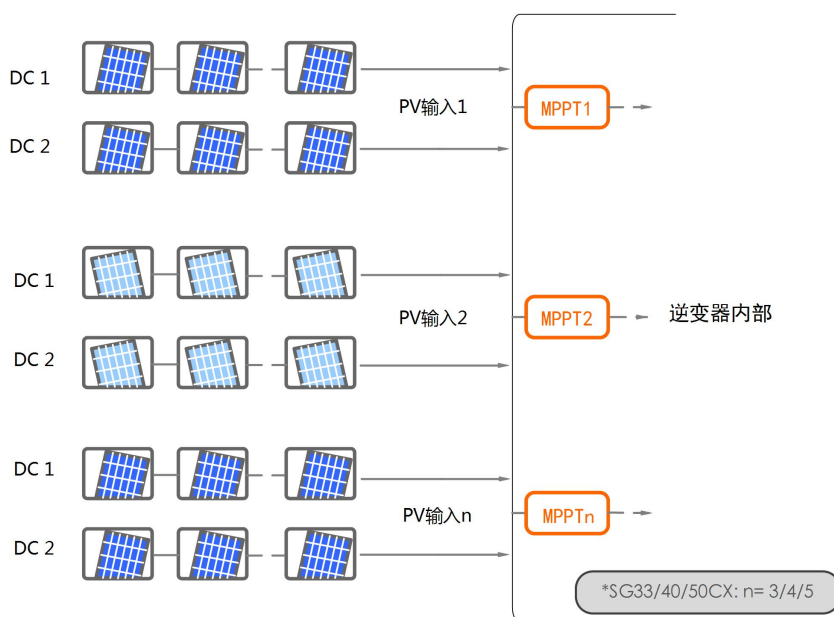 DC 1
PV输入1
MPPT1
DC 2
DC 1
PV输入2
MPPT2
逆变器内部
DC 2
DC 1
PV输入n
MPPTn
DC 2
*SG33/40/50CX: n= 3/4/5